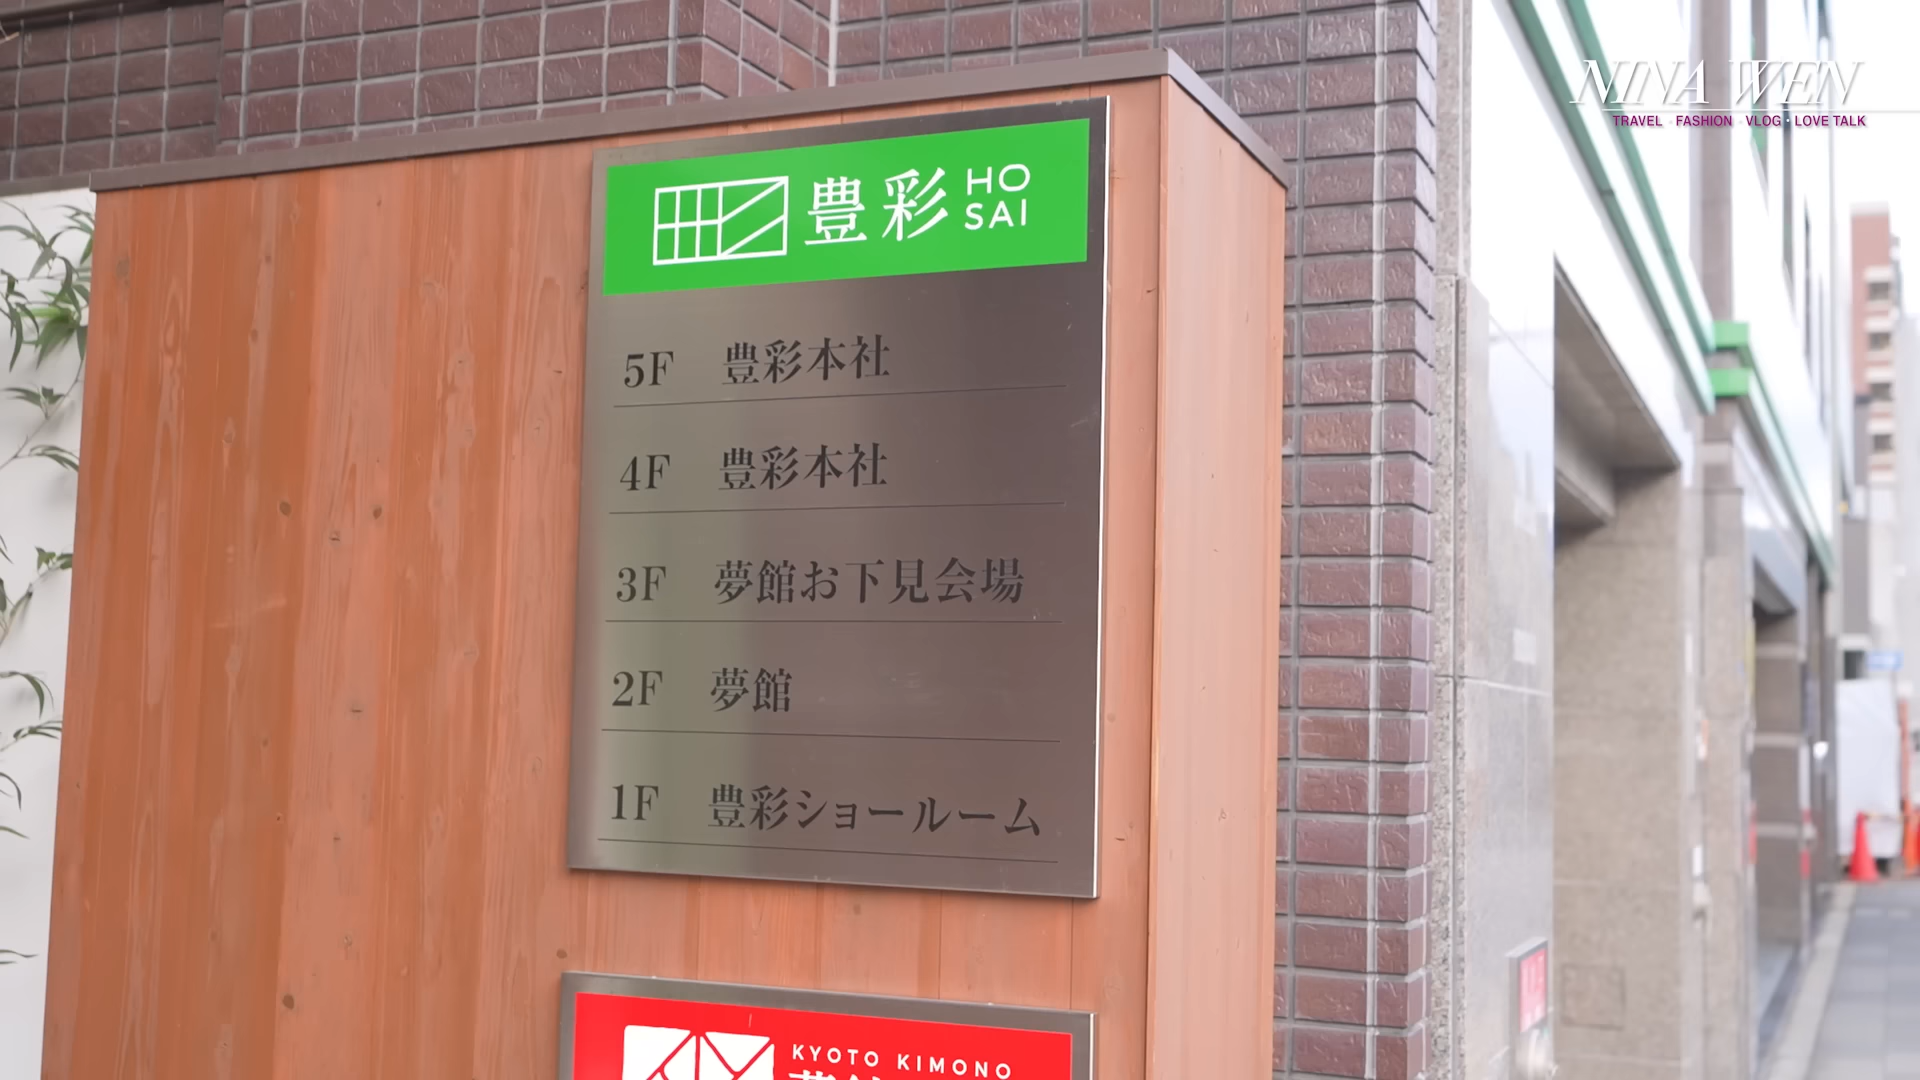 NINA WEN
TRAVEL · FASHION · VLOG · LOVE TALK
豊彩 HO SAI
5F 豊彩本社
4F 豊彩本社
3F 夢館お下見会場
2F 夢館
1F 豊彩ショールーム
KYOTO KIMONO